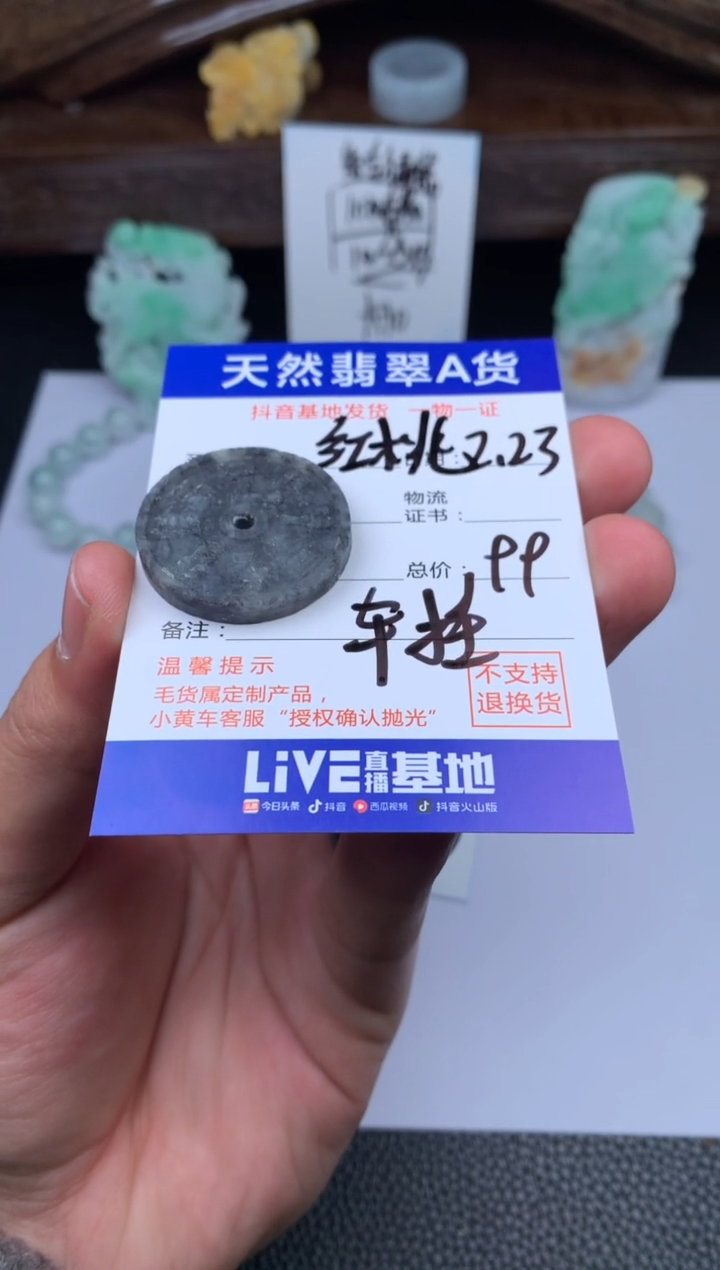 天然翡翠A货
抖音基地发货 一物一证
红桃 2.23
物流
证书：
总价：99
备注：车挂
温馨提示
毛货属定制产品，
小黄车客服“授权确认抛光”
不支持
退换货
LiVE直播基地
今日头条 抖音 西瓜视频 抖音火山版